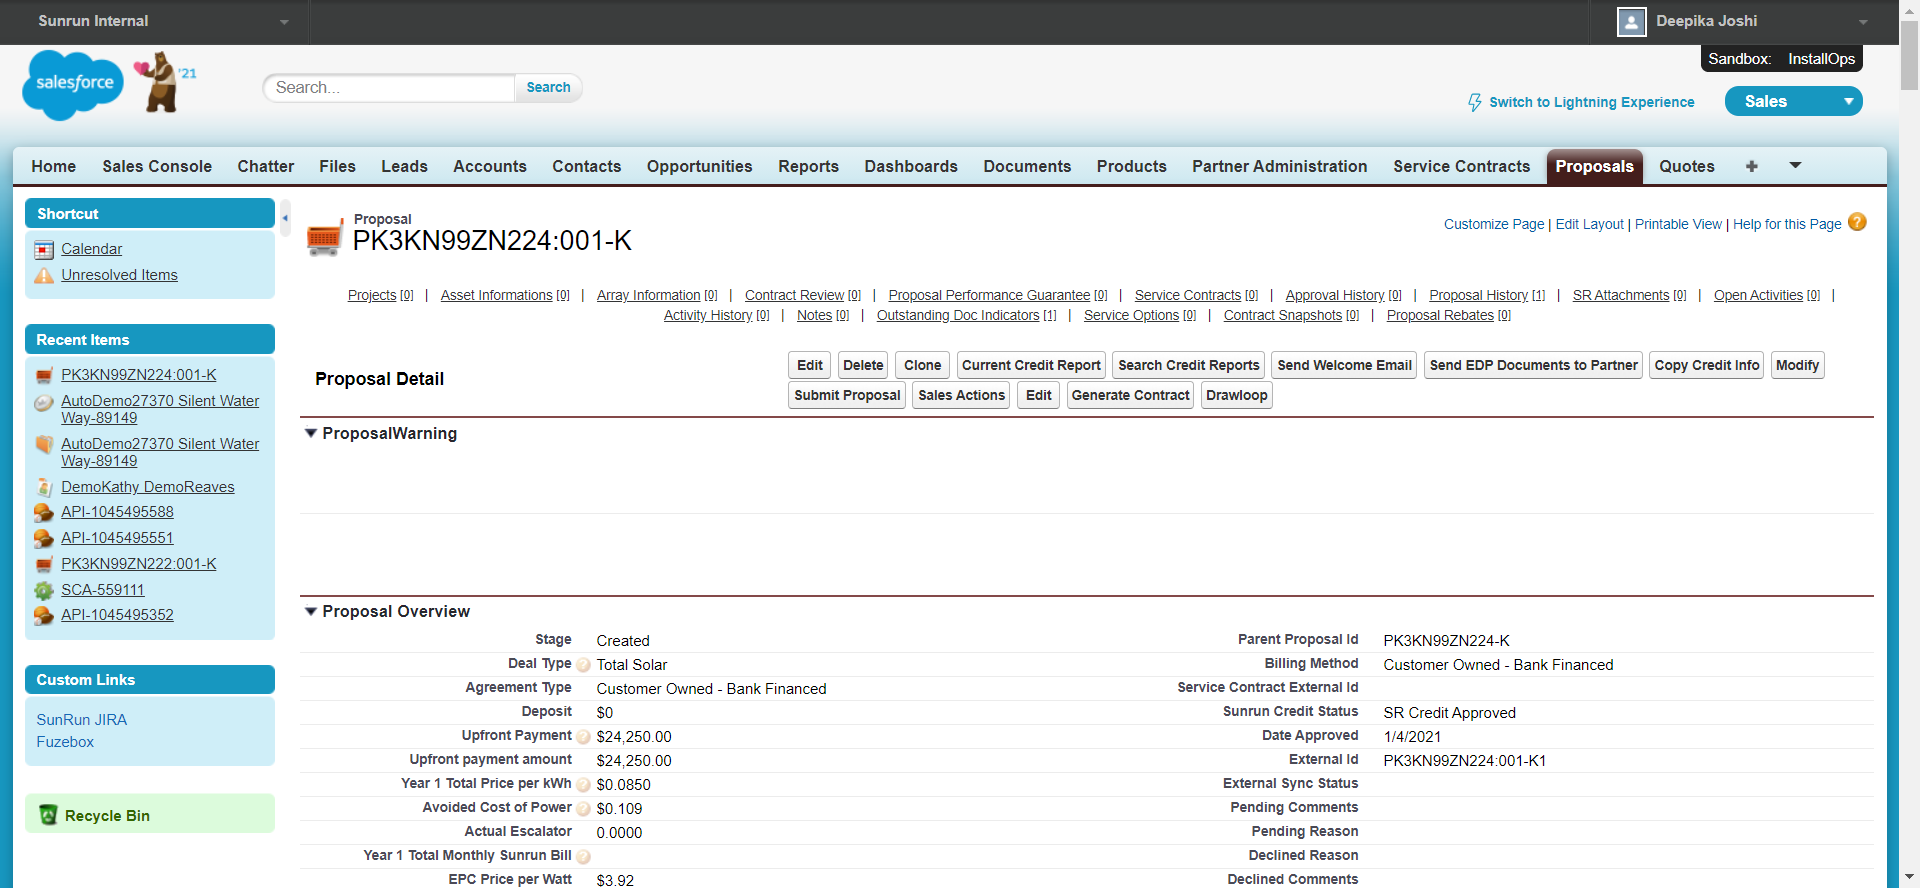 Sunrun Internal
Deepika Joshi
Sandbox: InstallOps
salesforce
'21
Search...
Search
Switch to Lightning Experience
Sales
Home Sales Console Chatter Files Leads Accounts Contacts Opportunities Reports Dashboards Documents Products Partner Administration Service Contracts Proposals Quotes +
Shortcut
Calendar
Unresolved Items
Recent Items
PK3KN99ZN224:001-K
AutoDemo27370 Silent Water
Way-89149
AutoDemo27370 Silent Water
Way-89149
DemoKathy DemoReaves
API-1045495588
API-1045495551
PK3KN99ZN222:001-K
SCA-559111
API-1045495352
Custom Links
SunRun JIRA
Fuzebox
Recycle Bin
Proposal
PK3KN99ZN224:001-K
Customize Page | Edit Layout | Printable View | Help for this Page ?
Projects [0] | Asset Informations [0] | Array Information [0] | Contract Review [0] | Proposal Performance Guarantee [0] | Service Contracts [0] | Approval History [0] | Proposal History [1] | SR Attachments [0] | Open Activities [0] |
Activity History [0] | Notes [0] | Outstanding Doc Indicators [1] | Service Options [0] | Contract Snapshots [0] | Proposal Rebates [0]
Proposal Detail
Edit Delete Clone Current Credit Report Search Credit Reports Send Welcome Email Send EDP Documents to Partner Copy Credit Info Modify
Submit Proposal Sales Actions Edit Generate Contract Drawloop
ProposalWarning
Proposal Overview
Stage Created Parent Proposal Id PK3KN99ZN224-K
Deal Type ? Total Solar Billing Method Customer Owned - Bank Financed
Agreement Type Customer Owned - Bank Financed Service Contract External Id
Deposit $0 Sunrun Credit Status SR Credit Approved
Upfront Payment ? $24,250.00 Date Approved 1/4/2021
Upfront payment amount $24,250.00 External Id PK3KN99ZN224:001-K1
Year 1 Total Price per kWh ? $0.0850 External Sync Status
Avoided Cost of Power ? $0.109 Pending Comments
Actual Escalator 0.0000 Pending Reason
Year 1 Total Monthly Sunrun Bill ? Declined Reason
EPC Price per Watt $3.92 Declined Comments